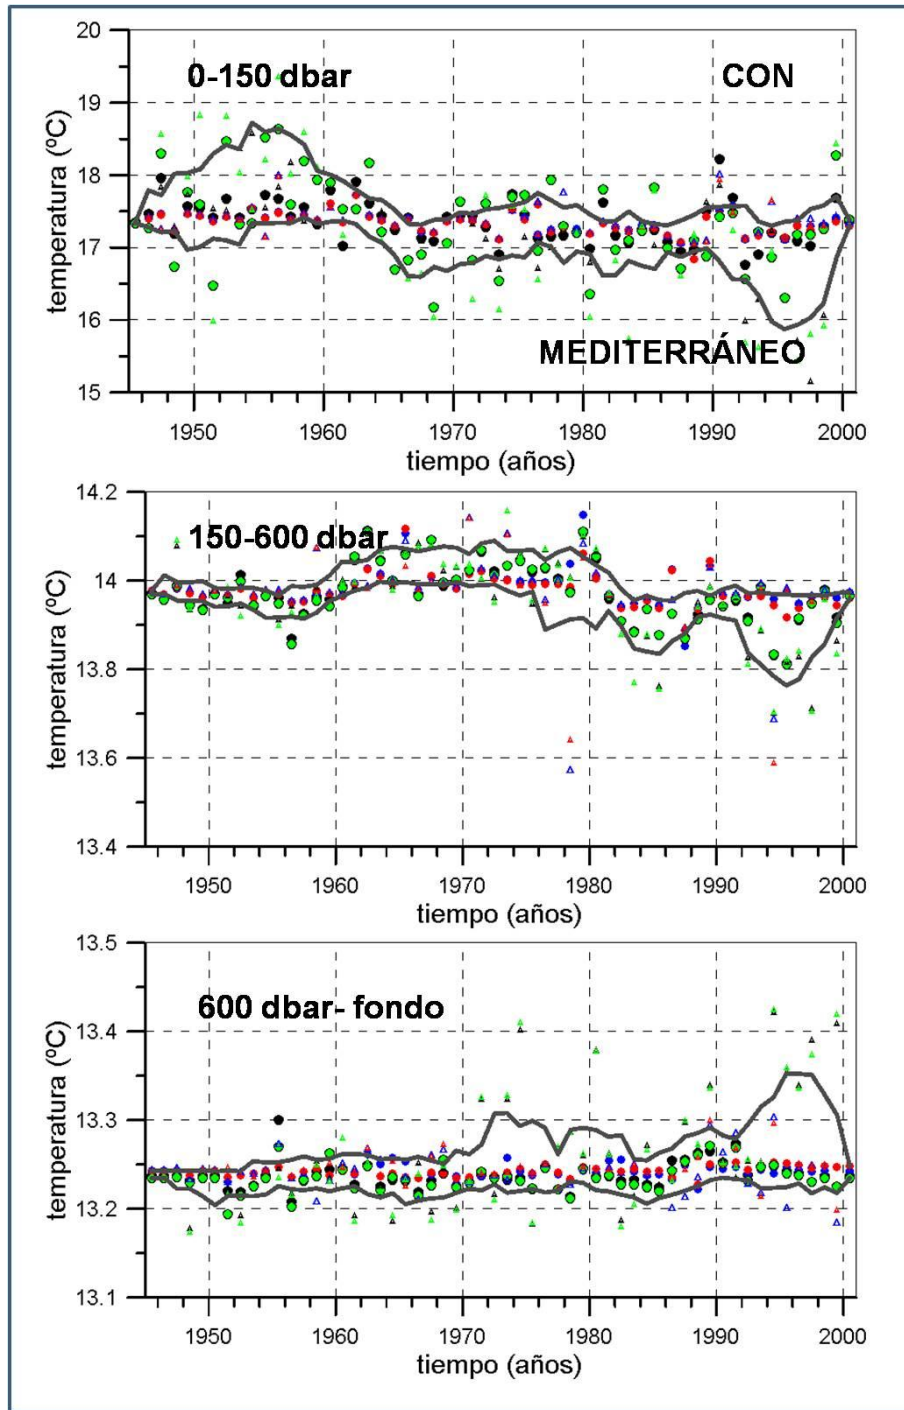 20
19
18
17
16
15
temperatura (ºC)
0-150 dbar
CON
MEDITERRÁNEO
1950 1960 1970 1980 1990 2000
tiempo (años)
14.2
14
13.8
13.6
13.4
temperatura (ºC)
150-600 dbar
1950 1960 1970 1980 1990 2000
tiempo (años)
13.5
13.4
13.3
13.2
13.1
temperatura (ºC)
600 dbar- fondo
1950 1960 1970 1980 1990 2000
tiempo (años)